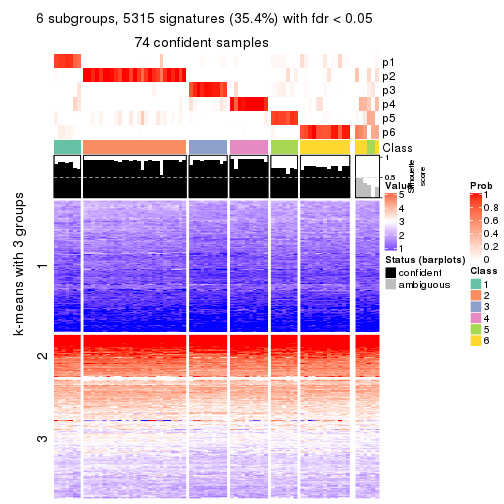 6 subgroups, 5315 signatures (35.4%) with fdr < 0.05
74 confident samples
p1
p2
p3
p4
p5
p6
Class
1
0.5
0
Silhouette
score
k-means with 3 groups
1
2
3
Value
5
4
3
2
1
Status (barplots)
confident
ambiguous
Prob
1
0.8
0.6
0.4
0.2
0
Class
1
2
3
4
5
6